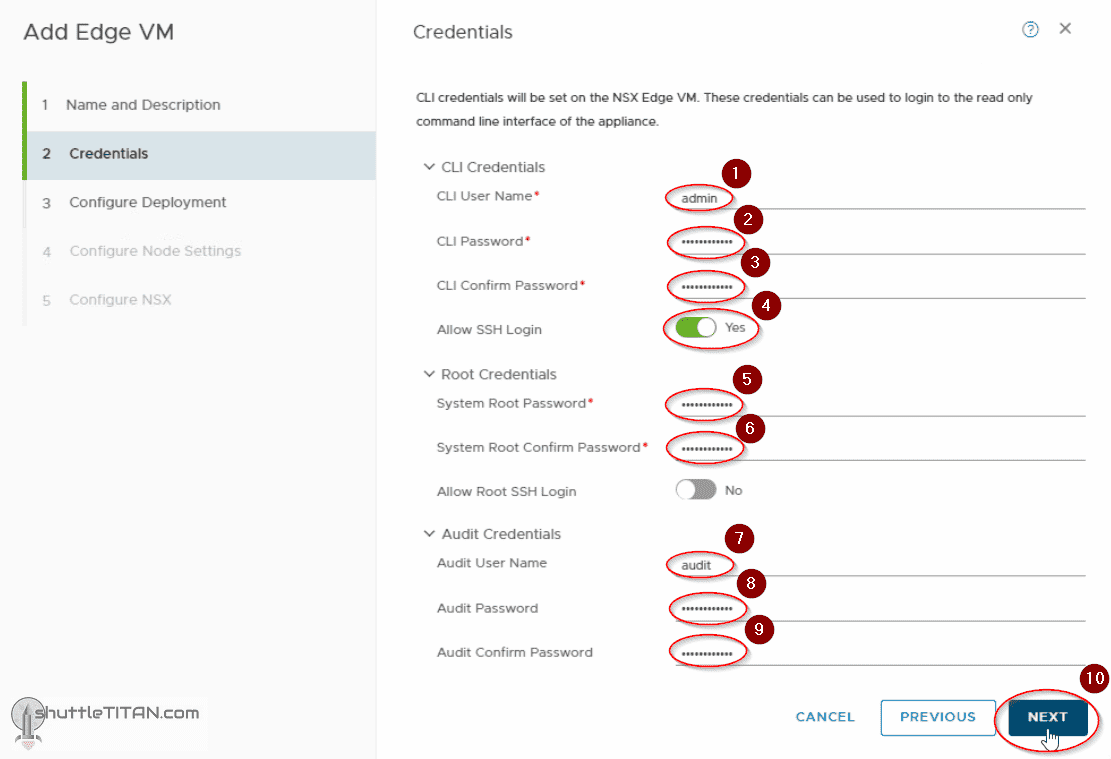 Add Edge VM
1 Name and Description
2 Credentials
3 Configure Deployment
4 Configure Node Settings
5 Configure NSX
Credentials
?
CLI credentials will be set on the NSX Edge VM. These credentials can be used to login to the read only
command line interface of the appliance.
CLI Credentials
1
CLI User Name* admin
2
CLI Password* ••••••••••••
3
CLI Confirm Password* ••••••••••••
4
Allow SSH Login Yes
Root Credentials
5
System Root Password* ••••••••••••
6
System Root Confirm Password* ••••••••••••
Allow Root SSH Login No
Audit Credentials
7
Audit User Name audit
8
Audit Password ••••••••••••
9
Audit Confirm Password ••••••••••••
10
CANCEL PREVIOUS NEXT
shuttleTITAN.com